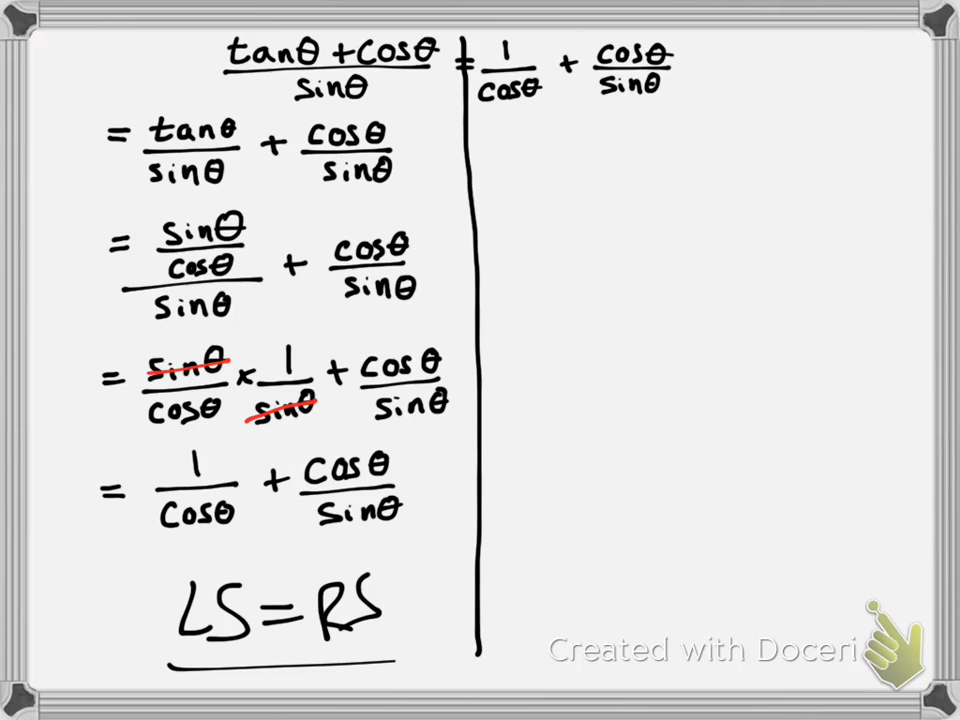 (tanθ + cosθ)/sinθ = 1/cosθ + cosθ/sinθ
= tanθ/sinθ + cosθ/sinθ
= (sinθ/cosθ)/sinθ + cosθ/sinθ
= sinθ/cosθ × 1/sinθ + cosθ/sinθ
= 1/cosθ + cosθ/sinθ
LS = RS
Created with Doceri